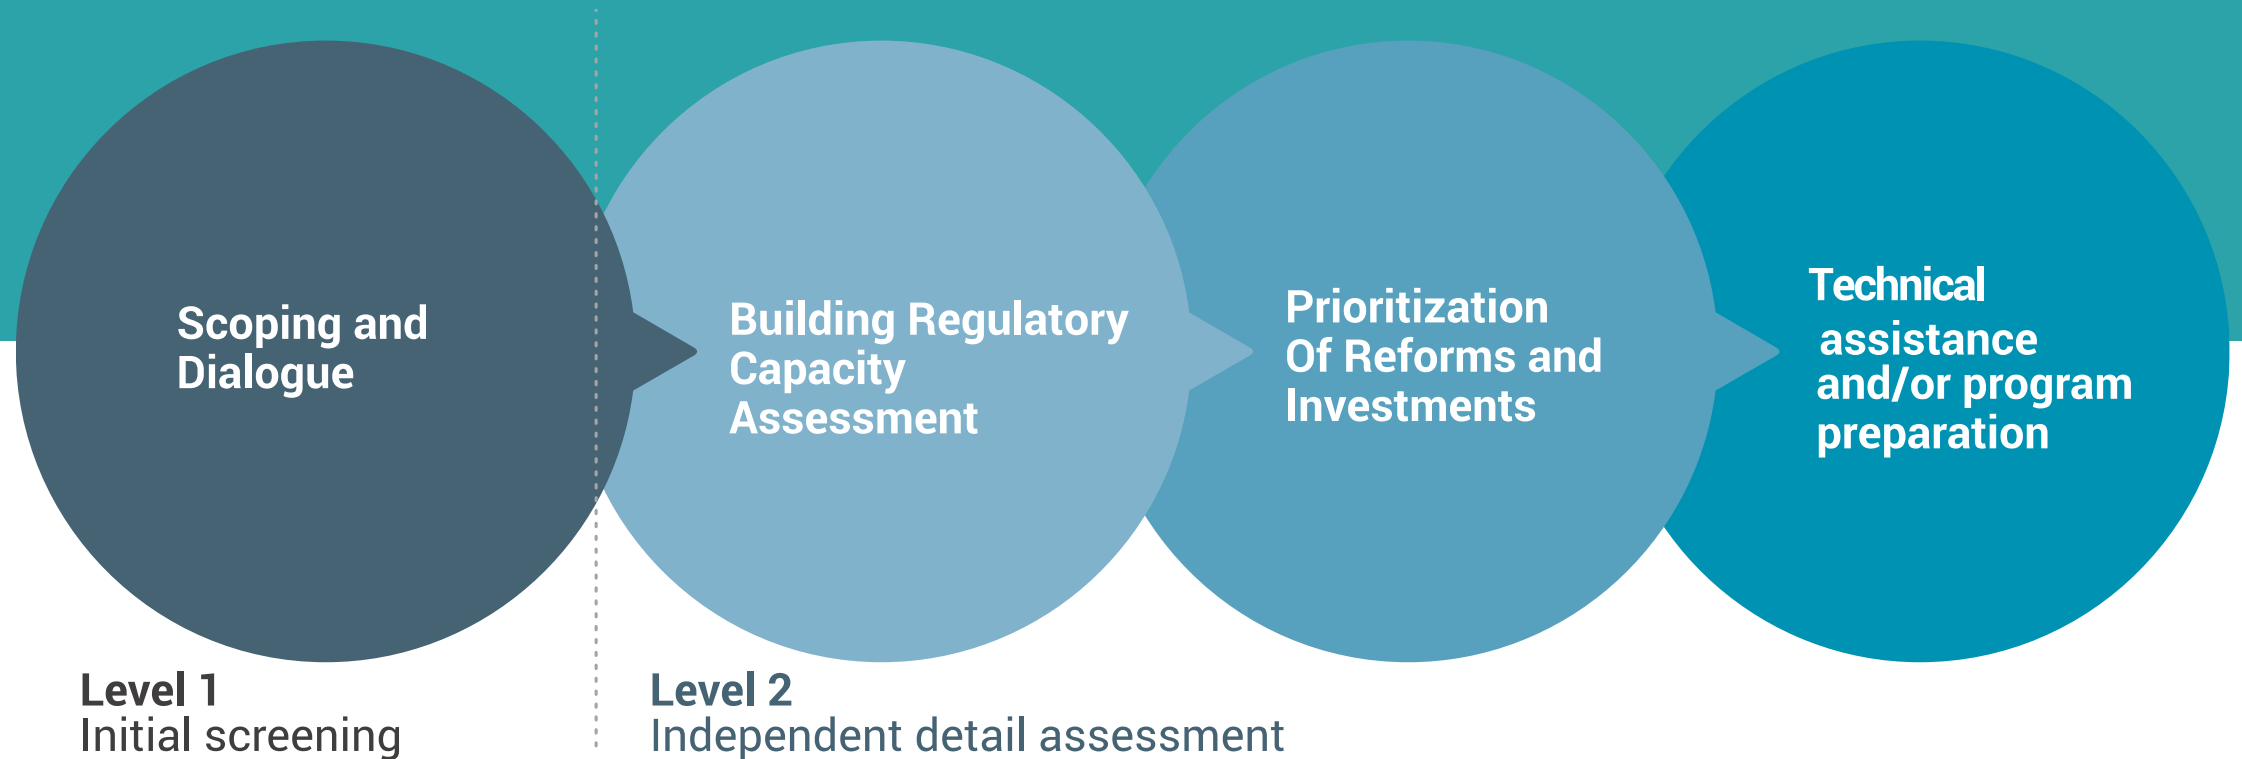 Scoping and
Dialogue
Building Regulatory
Capacity
Assessment
Prioritization
Of Reforms and
Investments
Technical
assistance
and/or program
preparation
Level 1
Initial screening
Level 2
Independent detail assessment